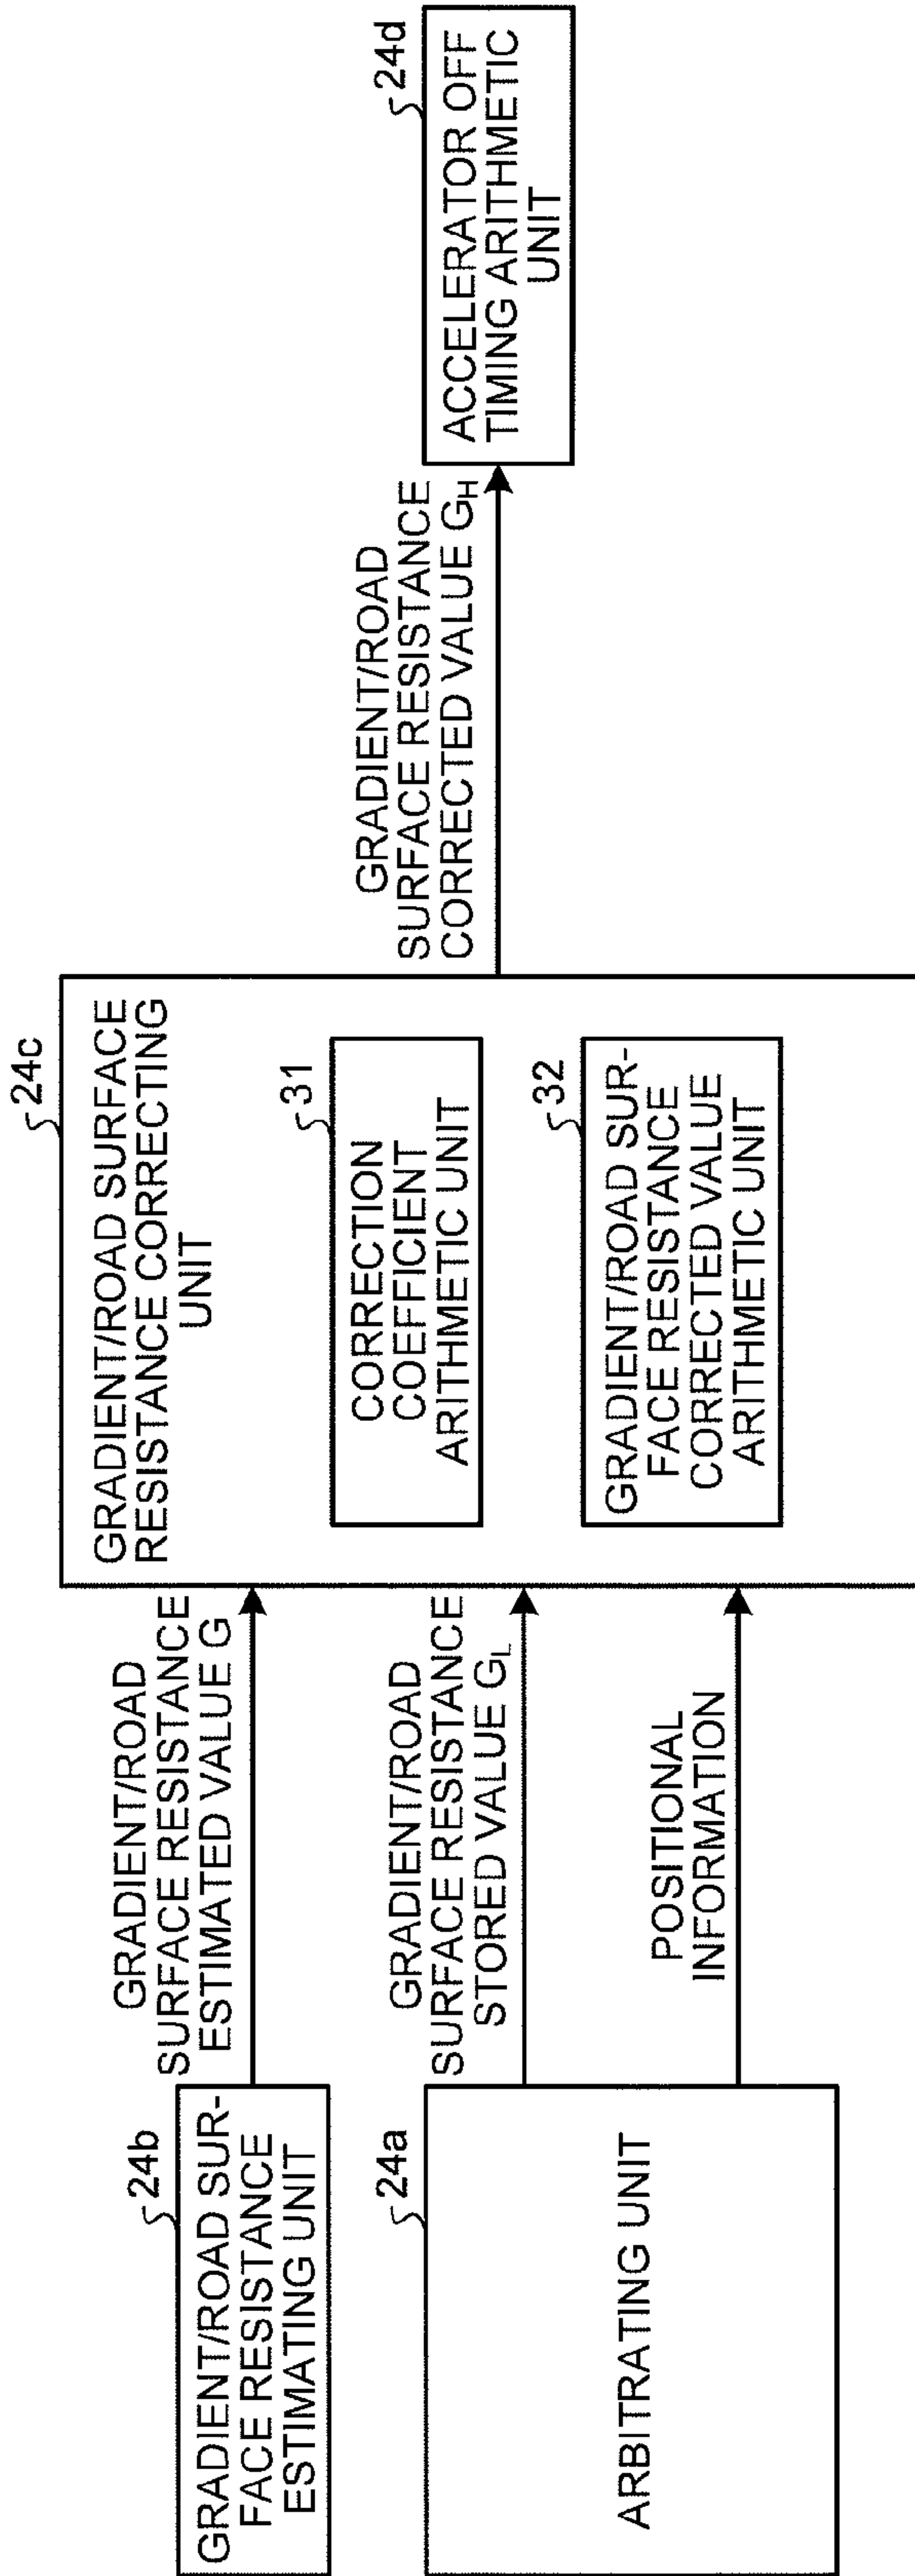 24b
GRADIENT/ROAD SUR-
FACE RESISTANCE
ESTIMATING UNIT
24a
ARBITRATING UNIT
GRADIENT/ROAD
SURFACE RESISTANCE
ESTIMATED VALUE G
GRADIENT/ROAD
SURFACE RESISTANCE
STORED VALUE GL
POSITIONAL
INFORMATION
24c
GRADIENT/ROAD SURFACE
RESISTANCE CORRECTING
UNIT
31
CORRECTION
COEFFICIENT
ARITHMETIC UNIT
32
GRADIENT/ROAD SUR-
FACE RESISTANCE
CORRECTED VALUE
ARITHMETIC UNIT
GRADIENT/ROAD
SURFACE RESISTANCE
CORRECTED VALUE GH
24d
ACCELERATOR OFF
TIMING ARITHMETIC
UNIT